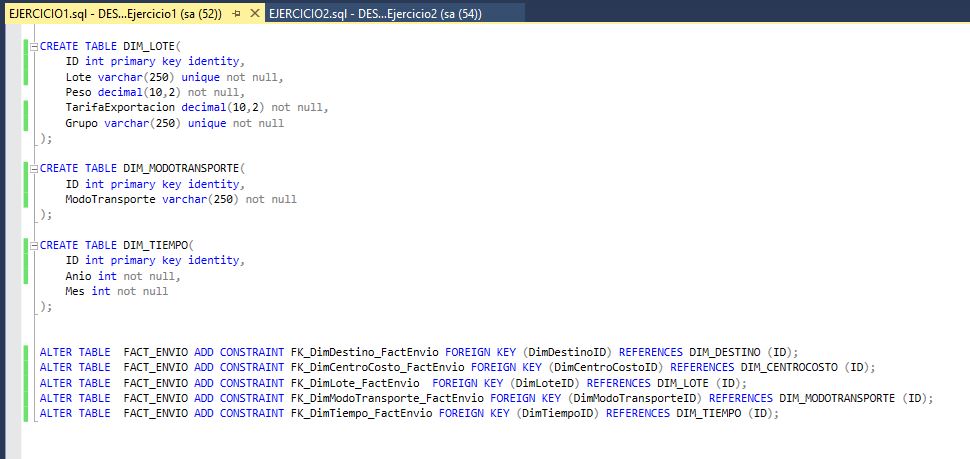 EJERCICIO1.sql - DES...Ejercicio1 (sa (52)) EJERCICIO2.sql - DES...Ejercicio2 (sa (54))
CREATE TABLE DIM_LOTE(
ID int primary key identity,
Lote varchar(250) unique not null,
Peso decimal(10,2) not null,
TarifaExportacion decimal(10,2) not null,
Grupo varchar(250) unique not null
);
CREATE TABLE DIM_MODOTRANSPORTE(
ID int primary key identity,
ModoTransporte varchar(250) not null
);
CREATE TABLE DIM_TIEMPO(
ID int primary key identity,
Anio int not null,
Mes int not null
);
ALTER TABLE  FACT_ENVIO ADD CONSTRAINT FK_DimDestino_FactEnvio FOREIGN KEY (DimDestinoID) REFERENCES DIM_DESTINO (ID);
ALTER TABLE  FACT_ENVIO ADD CONSTRAINT FK_DimCentroCosto_FactEnvio FOREIGN KEY (DimCentroCostoID) REFERENCES DIM_CENTROCOSTO (ID);
ALTER TABLE  FACT_ENVIO ADD CONSTRAINT FK_DimLote_FactEnvio  FOREIGN KEY (DimLoteID) REFERENCES DIM_LOTE (ID);
ALTER TABLE  FACT_ENVIO ADD CONSTRAINT FK_DimModoTransporte_FactEnvio FOREIGN KEY (DimModoTransporteID) REFERENCES DIM_MODOTRANSPORTE (ID);
ALTER TABLE  FACT_ENVIO ADD CONSTRAINT FK_DimTiempo_FactEnvio FOREIGN KEY (DimTiempoID) REFERENCES DIM_TIEMPO (ID);